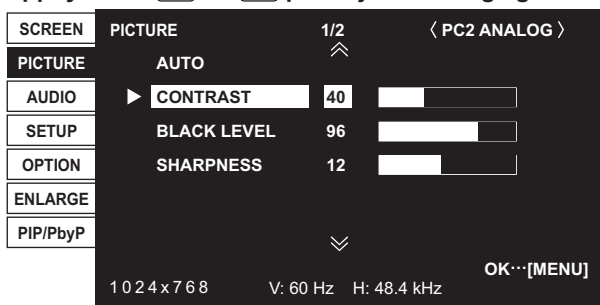 SCREEN
PICTURE
AUDIO
SETUP
OPTION
ENLARGE
PIP/PbyP
PICTURE 1/2 〈 PC2 ANALOG 〉
AUTO
CONTRAST 40
BLACK LEVEL 96
SHARPNESS 12
OK···[MENU]
1024x768 V: 60 Hz H: 48.4 kHz